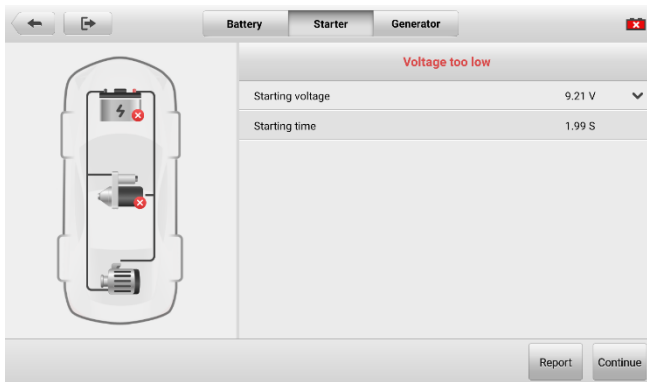 Battery Starter Generator
Voltage too low
Starting voltage 9.21 V
Starting time 1.99 S
Report Continue